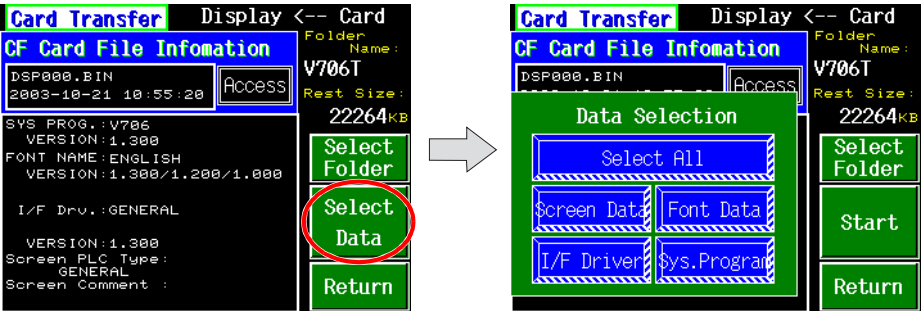 Card Transfer Display <-- Card
CF Card File Infomation
Folder
Name:
V706T
DSP000.BIN
2003-10-21 10:55:20
Access
Rest Size:
22264KB
SYS PROG.:V706
VERSION:1.300
FONT NAME:ENGLISH
VERSION:1.300/1.200/1.000
I/F Drv.:GENERAL
VERSION:1.300
Screen PLC Type:
GENERAL
Screen Comment :
Select
Folder
Select
Data
Return
Card Transfer Display <-- Card
CF Card File Infomation
Folder
Name:
V706T
DSP000.BIN
Access
Rest Size:
22264KB
Data Selection
Select All
Screen Data
Font Data
I/F Driver
Sys.Program
Select
Folder
Start
Return